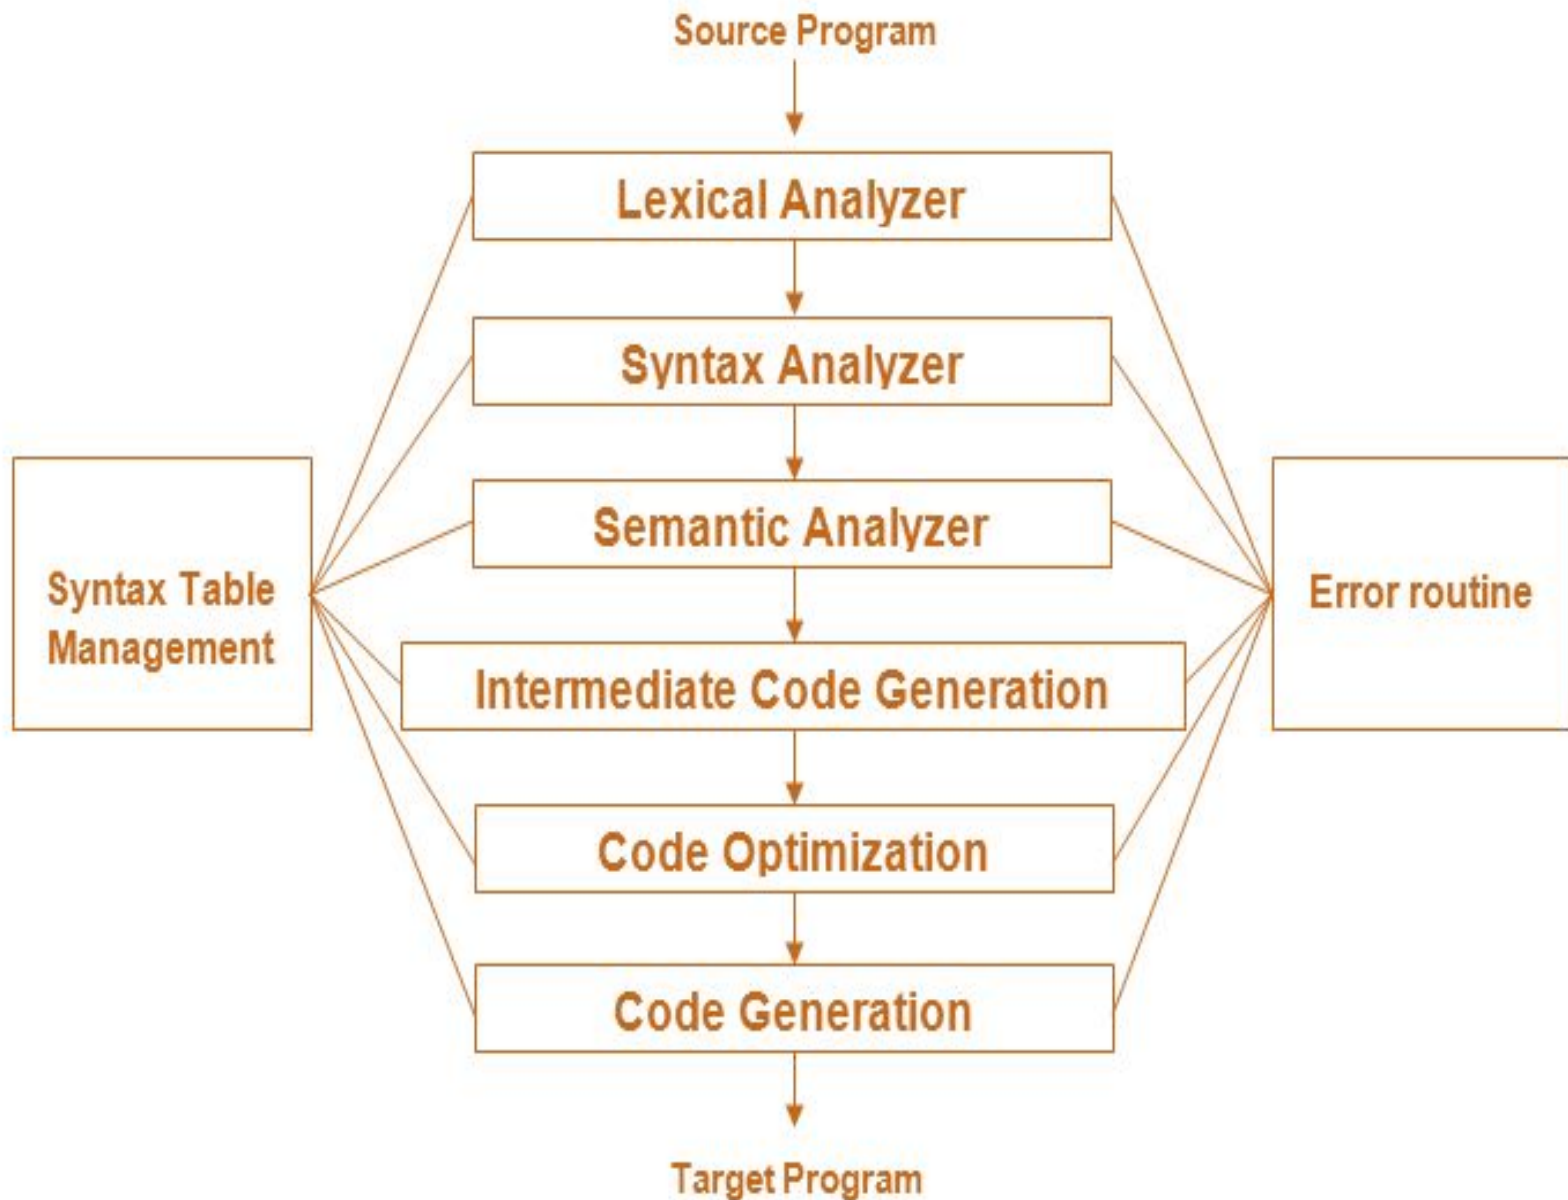 Source Program
Lexical Analyzer
Syntax Analyzer
Semantic Analyzer
Syntax Table
Management
Error routine
Intermediate Code Generation
Code Optimization
Code Generation
Target Program